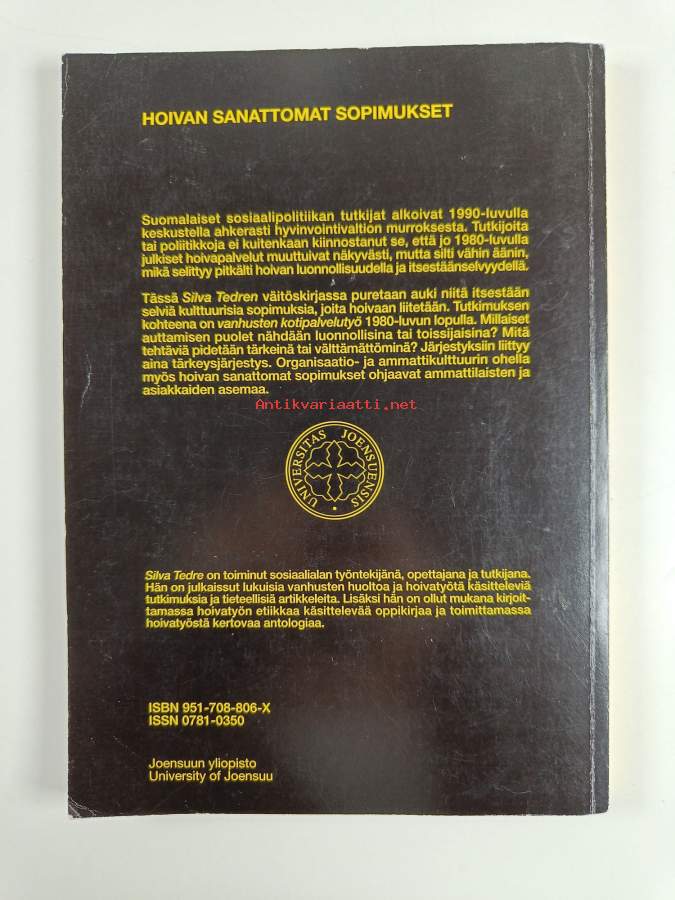 HOIVAN SANATTOMAT SOPIMUKSET
Suomalaiset sosiaalipolitiikan tutkijat alkoivat 1990-luvulla
keskustella ahkerasti hyvinvointivaltion murroksesta. Tutkijoita
tai poliitikkoja ei kuitenkaan kiinnostanut se, että jo 1980-luvulla
julkiset hoivapalvelut muuttuivat näkyvästi, mutta silti vähin äänin,
mikä selittyy pitkälti hoivan luonnollisuudella ja itsestäänselvyydellä.
Tässä Silva Tedren väitöskirjassa puretaan auki niitä itsestään
selviä kulttuurisia sopimuksia, joita hoivaan liitetään. Tutkimuksen
kohteena on vanhusten kotipalvelutyö 1980-luvun lopulla. Millaiset
auttamisen puolet nähdään luonnollisina tai toissijaisina? Mitä
tehtäviä pidetään tärkeinä tai välttämättöminä? Järjestyksiin liittyy
aina tärkeysjärjestys. Organisaatio- ja ammattikulttuurin ohella
myös hoivan sanattomat sopimukset ohjaavat ammattilaisten ja
asiakkaiden asemaa.
Antikvariaatti.net
UNIVERSITAS JOENSUENSIS
Silva Tedre on toiminut sosiaalialan työntekijänä, opettajana ja tutkijana.
Hän on julkaissut lukuisia vanhusten huoltoa ja hoivatyötä käsitteleviä
tutkimuksia ja tieteellisiä artikkeleita. Lisäksi hän on ollut mukana kirjoit-
tamassa hoivatyön etiikkaa käsittelevää oppikirjaa ja toimittamassa
hoivatyöstä kertovaa antologiaa.
ISBN 951-708-806-X
ISSN 0781-0350
Joensuun yliopisto
University of Joensuu